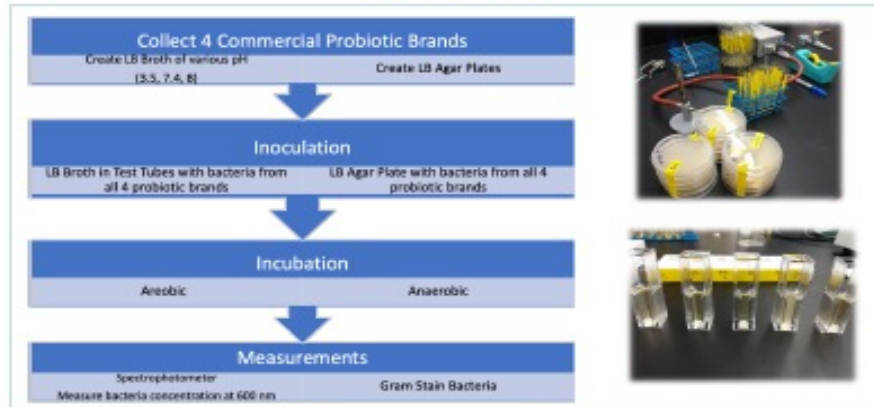 Collect 4 Commercial Probiotic Brands
Create LB Broth of various pH
(3.5, 7.4, 8)
Create LB Agar Plates
Inoculation
LB Broth in Test Tubes with bacteria from
all 4 probiotic brands
LB Agar Plate with bacteria from all 4
probiotic brands
Incubation
Areobic
Anaerobic
Measurements
Spectrophotometer
Measure bacteria concentration at 600 nm
Gram Stain Bacteria